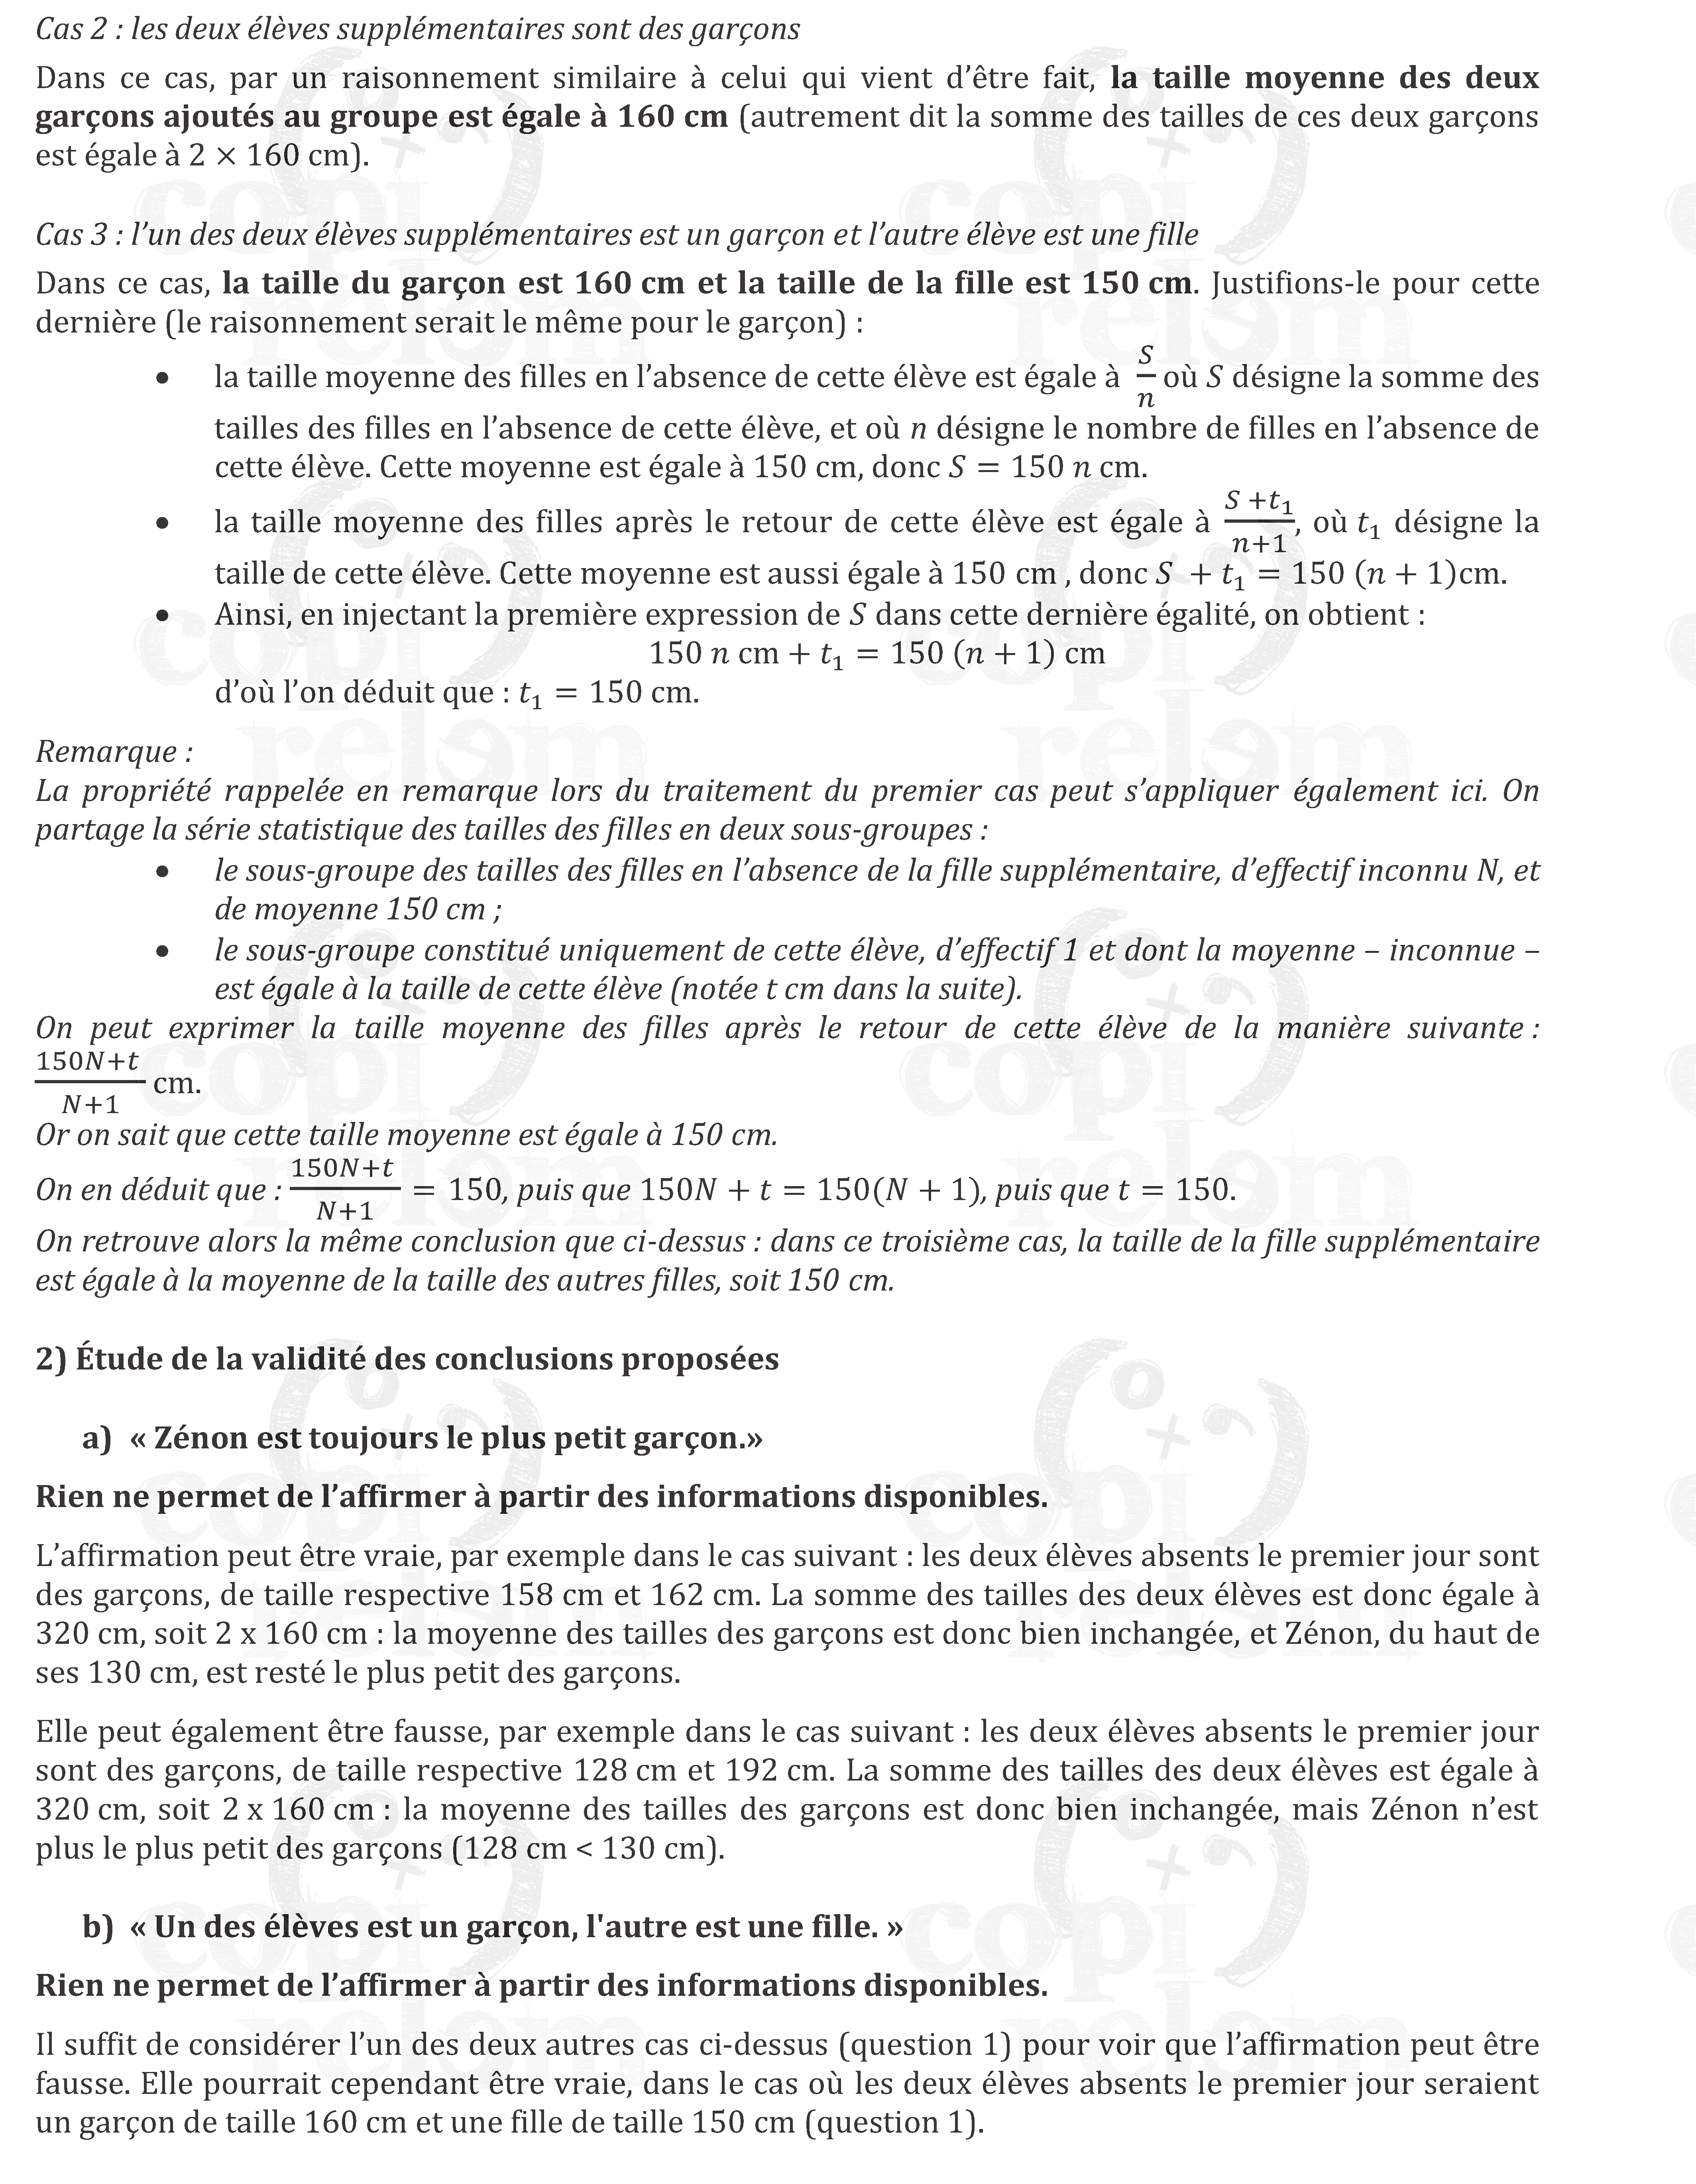 Cas 2 : les deux élèves supplémentaires sont des garçons
Dans ce cas, par un raisonnement similaire à celui qui vient d’être fait, la taille moyenne des deux
garçons ajoutés au groupe est égale à 160 cm (autrement dit la somme des tailles de ces deux garçons
est égale à 2 × 160 cm).
Cas 3 : l’un des deux élèves supplémentaires est un garçon et l’autre élève est une fille
Dans ce cas, la taille du garçon est 160 cm et la taille de la fille est 150 cm. Justifions-le pour cette
dernière (le raisonnement serait le même pour le garçon) :
• la taille moyenne des filles en l’absence de cette élève est égale à S/n où S désigne la somme des
tailles des filles en l’absence de cette élève, et où n désigne le nombre de filles en l’absence de
cette élève. Cette moyenne est égale à 150 cm, donc S = 150 n cm.
• la taille moyenne des filles après le retour de cette élève est égale à (S + t₁)/(n+1), où t₁ désigne la
taille de cette élève. Cette moyenne est aussi égale à 150 cm , donc S + t₁ = 150 (n + 1)cm.
• Ainsi, en injectant la première expression de S dans cette dernière égalité, on obtient :
150 n cm + t₁ = 150 (n + 1) cm
d’où l’on déduit que : t₁ = 150 cm.
Remarque :
La propriété rappelée en remarque lors du traitement du premier cas peut s’appliquer également ici. On
partage la série statistique des tailles des filles en deux sous-groupes :
• le sous-groupe des tailles des filles en l’absence de la fille supplémentaire, d’effectif inconnu N, et
de moyenne 150 cm ;
• le sous-groupe constitué uniquement de cette élève, d’effectif 1 et dont la moyenne – inconnue –
est égale à la taille de cette élève (notée t cm dans la suite).
On peut exprimer la taille moyenne des filles après le retour de cette élève de la manière suivante :
(150N+t)/(N+1) cm.
Or on sait que cette taille moyenne est égale à 150 cm.
On en déduit que : (150N+t)/(N+1) = 150, puis que 150N + t = 150(N + 1), puis que t = 150.
On retrouve alors la même conclusion que ci-dessus : dans ce troisième cas, la taille de la fille supplémentaire
est égale à la moyenne de la taille des autres filles, soit 150 cm.
2) Étude de la validité des conclusions proposées
a) « Zénon est toujours le plus petit garçon.»
Rien ne permet de l’affirmer à partir des informations disponibles.
L’affirmation peut être vraie, par exemple dans le cas suivant : les deux élèves absents le premier jour sont
des garçons, de taille respective 158 cm et 162 cm. La somme des tailles des deux élèves est donc égale à
320 cm, soit 2 x 160 cm : la moyenne des tailles des garçons est donc bien inchangée, et Zénon, du haut de
ses 130 cm, est resté le plus petit des garçons.
Elle peut également être fausse, par exemple dans le cas suivant : les deux élèves absents le premier jour
sont des garçons, de taille respective 128 cm et 192 cm. La somme des tailles des deux élèves est égale à
320 cm, soit 2 x 160 cm : la moyenne des tailles des garçons est donc bien inchangée, mais Zénon n’est
plus le plus petit des garçons (128 cm < 130 cm).
b) « Un des élèves est un garçon, l'autre est une fille. »
Rien ne permet de l’affirmer à partir des informations disponibles.
Il suffit de considérer l’un des deux autres cas ci-dessus (question 1) pour voir que l’affirmation peut être
fausse. Elle pourrait cependant être vraie, dans le cas où les deux élèves absents le premier jour seraient
un garçon de taille 160 cm et une fille de taille 150 cm (question 1).